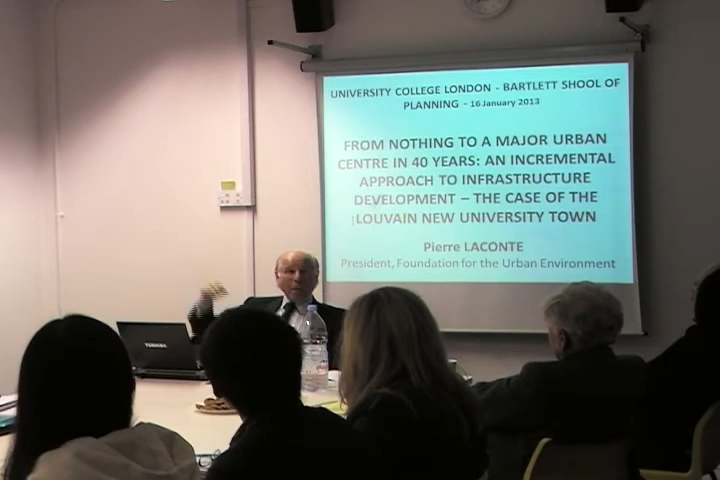 UNIVERSITY COLLEGE LONDON - BARTLETT SHOOL OF
PLANNING - 16 January 2013
FROM NOTHING TO A MAJOR URBAN
CENTRE IN 40 YEARS: AN INCREMENTAL
APPROACH TO INFRASTRUCTURE
DEVELOPMENT – THE CASE OF THE
LOUVAIN NEW UNIVERSITY TOWN
Pierre LACONTE
President, Foundation for the Urban Environment
TOSHIBA